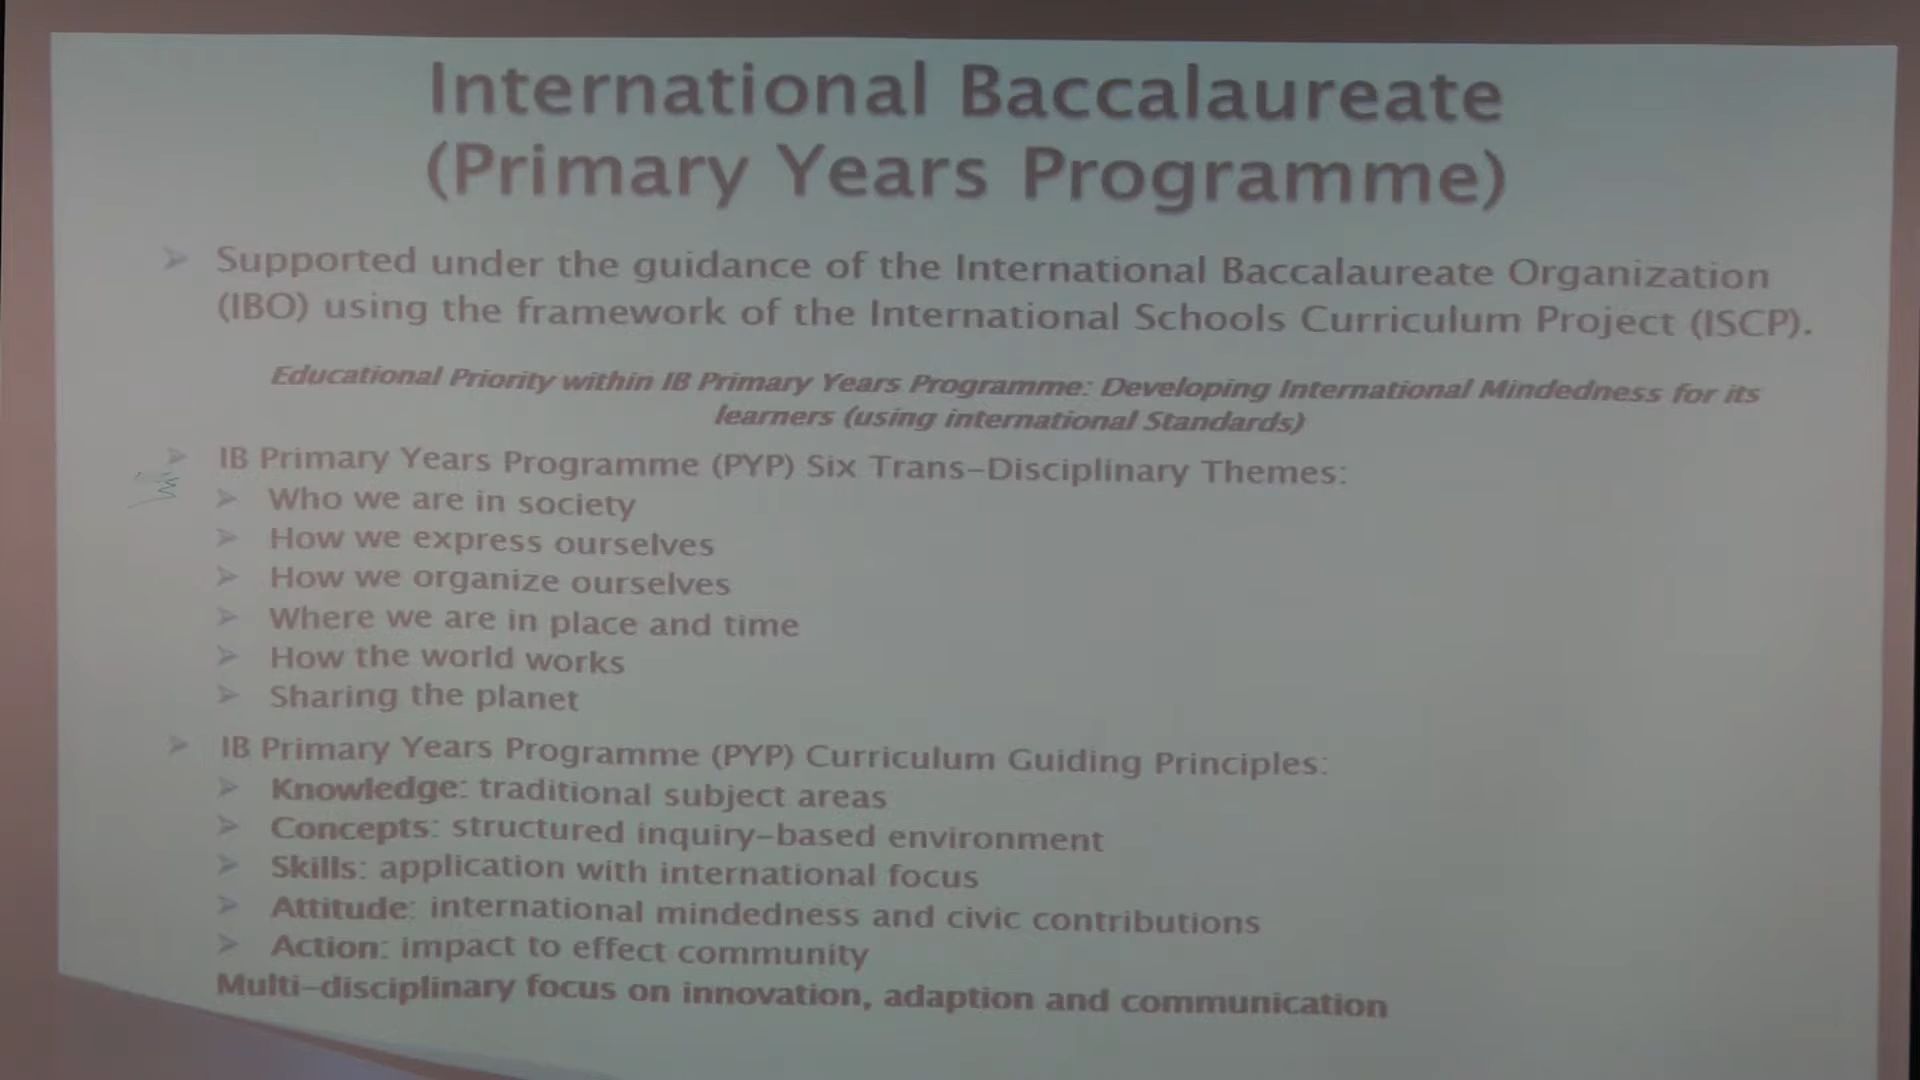 International Baccalaureate
(Primary Years Programme)
Supported under the guidance of the International Baccalaureate Organization
(IBO) using the framework of the International Schools Curriculum Project (ISCP).
Educational Priority within IB Primary Years Programme: Developing International Mindedness for its
learners (using international Standards)
IB Primary Years Programme (PYP) Six Trans-Disciplinary Themes:
Who we are in society
How we express ourselves
How we organize ourselves
Where we are in place and time
How the world works
Sharing the planet
IB Primary Years Programme (PYP) Curriculum Guiding Principles:
Knowledge: traditional subject areas
Concepts: structured inquiry-based environment
Skills: application with international focus
Attitude: international mindedness and civic contributions
Action: impact to effect community
Multi-disciplinary focus on innovation, adaption and communication